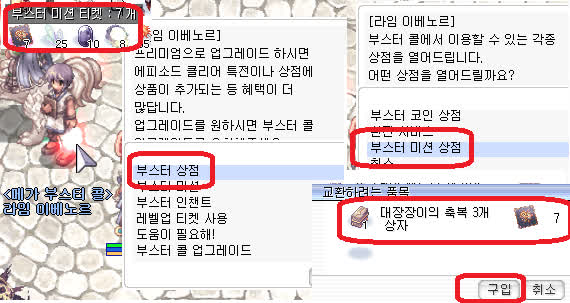 부스터 미션 티켓 : 7 개
7 25 10 8
<메가 부스터 콜>
라임 이베노르
[라임 이베노르]
프리미엄으로 업그레이드 하시면
에피소드 클리어 특전이나 상점에
상품이 추가되는 등 혜택이 더
많답니다.
업그레이드를 원하시면 부스터 콜
부스터 상점
부스터 미션
부스터 인챈트
레벨업 티켓 사용
도움이 필요해!
부스터 콜 업그레이드
[라임 이베노르]
부스터 콜에서 이용할 수 있는 각종
상점을 열어드립니다.
어떤 상점을 열어드릴까요?
부스터 코인 상점
부스터 미션 상점
취소
교환하려는 품목
1 대장장이의 축복 3개 7
상자
구입 취소